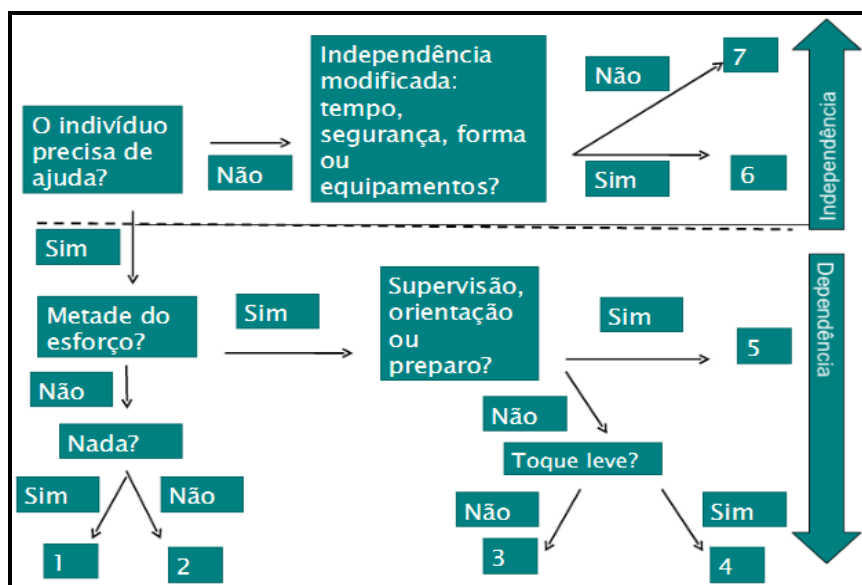 O indivíduo
precisa de
ajuda?
Não
Independência
modificada:
tempo,
segurança, forma
ou
equipamentos?
Não
7
Sim
6
Independência
Sim
Metade do
esforço?
Sim
Supervisão,
orientação
ou
preparo?
Sim
5
Dependência
Não
Nada?
Sim
Não
1
2
Não
Toque leve?
Não
Sim
3
4